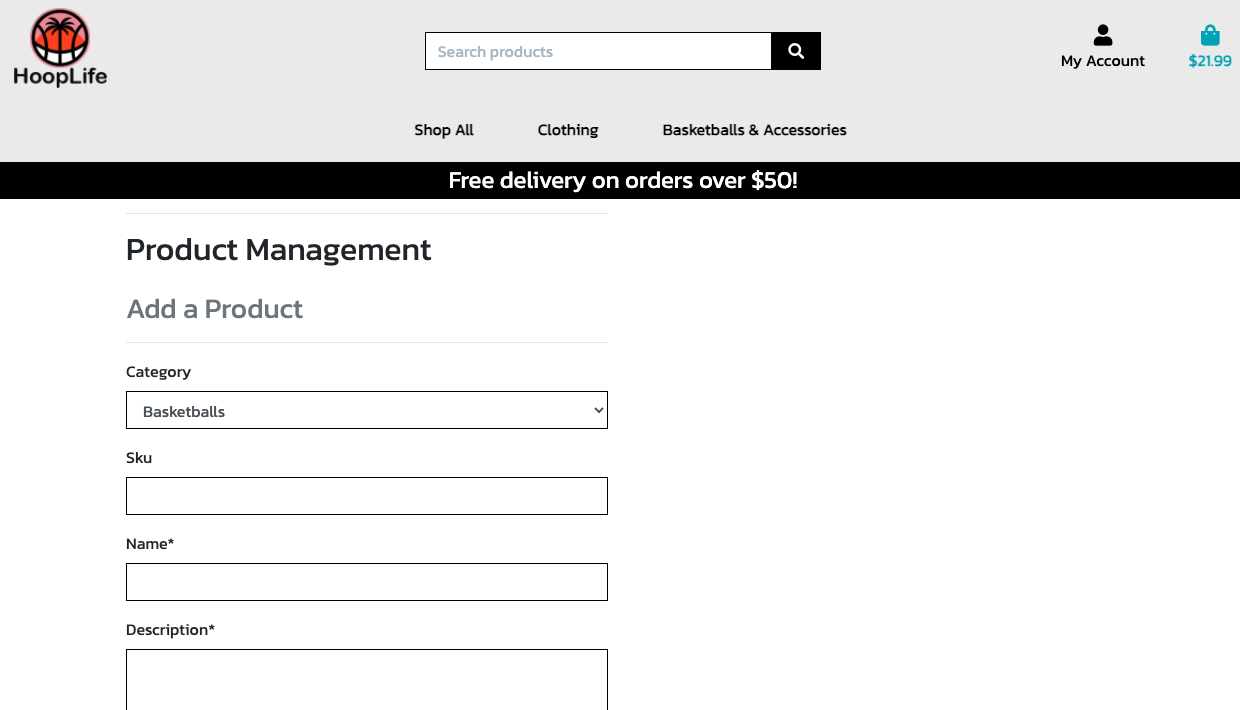 HoopLife
Search products
My Account
$21.99
Shop All
Clothing
Basketballs & Accessories
Free delivery on orders over $50!
Product Management
Add a Product
Category
Basketballs
Sku
Name*
Description*